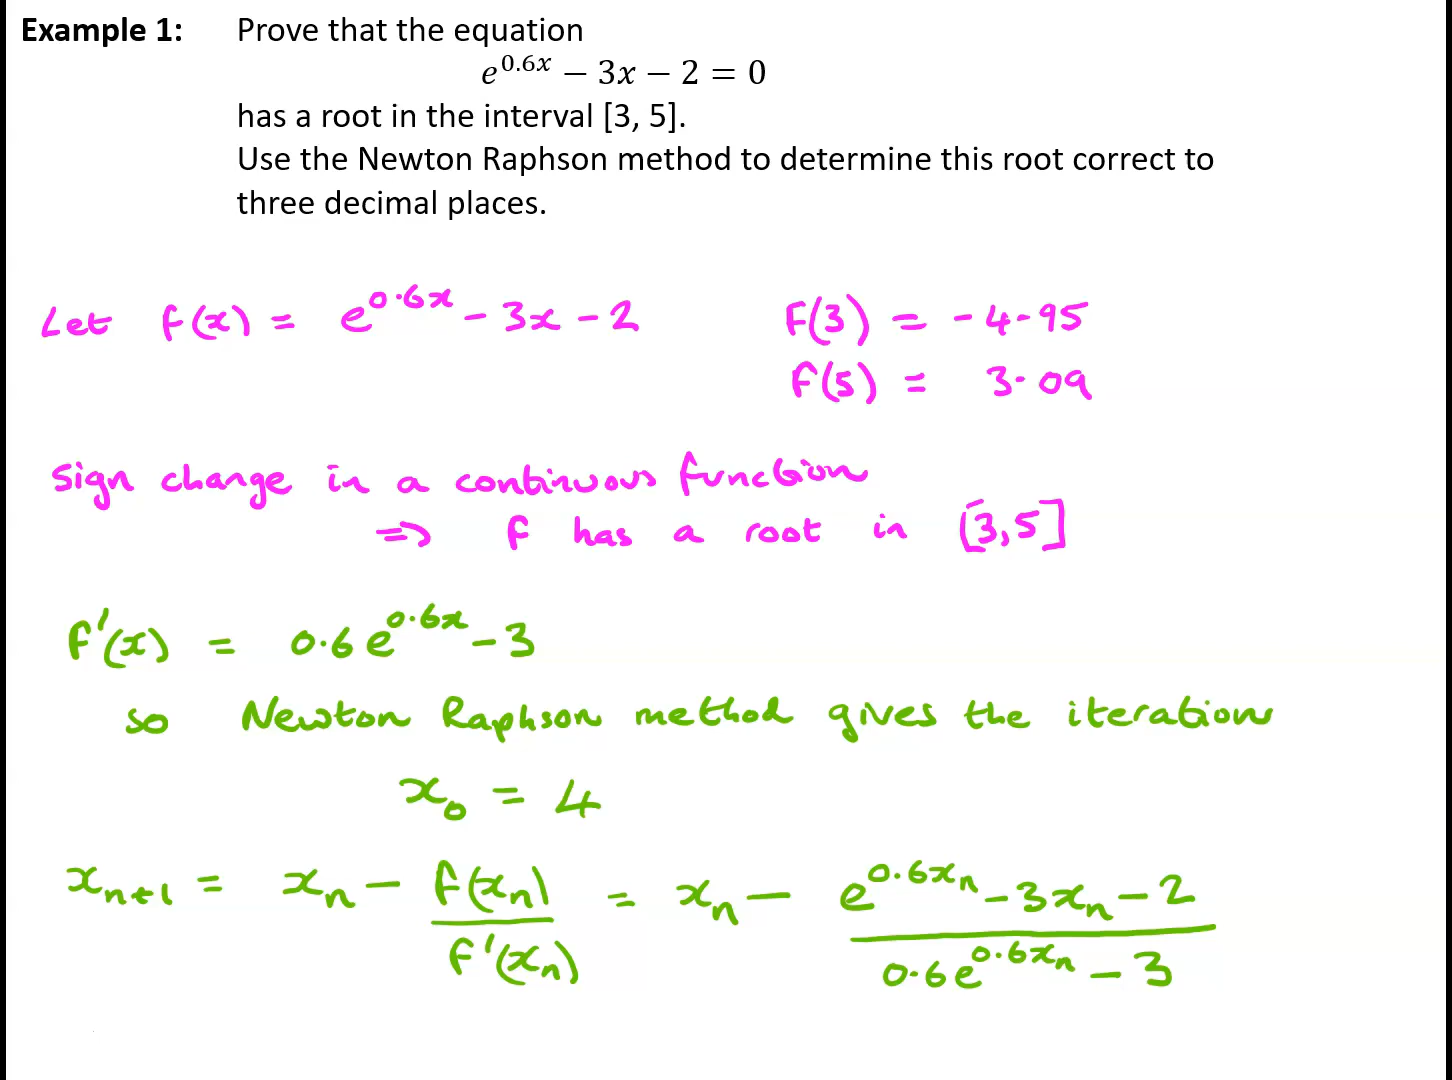 Example 1: Prove that the equation
e^{0.6x} − 3x − 2 = 0
has a root in the interval [3, 5].
Use the Newton Raphson method to determine this root correct to
three decimal places.
Let f(x) = e^{0.6x} - 3x - 2
f(3) = -4.95
f(5) = 3.09
Sign change in a continuous function
⇒ f has a root in [3,5]
f'(x) = 0.6e^{0.6x} - 3
so Newton Raphson method gives the iteration
x_0 = 4
x_{n+1} = x_n - f(x_n)/f'(x_n) = x_n - (e^{0.6x_n} - 3x_n - 2)/(0.6e^{0.6x_n} - 3)